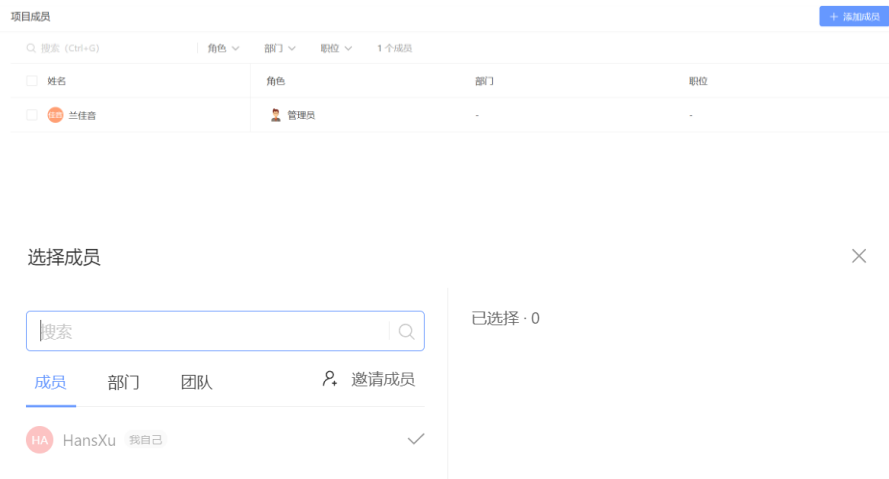 项目成员
+ 添加成员
搜索 (Ctrl+G) 角色 部门 职位 1 个成员
姓名 角色 部门 职位
佳音 兰佳音 管理员 - -
选择成员
搜索
已选择 · 0
成员 部门 团队 邀请成员
HA HansXu 我自己